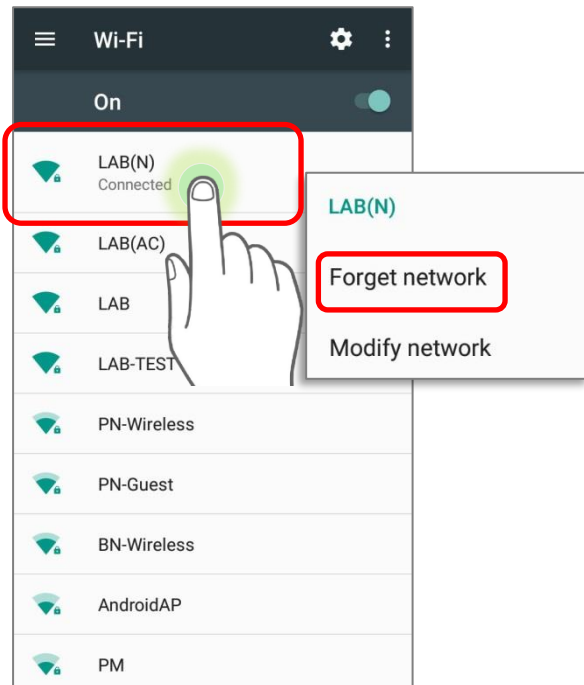 Wi-Fi
On
LAB(N)
Connected
LAB(AC)
LAB
LAB-TEST
PN-Wireless
PN-Guest
BN-Wireless
AndroidAP
PM
LAB(N)
Forget network
Modify network